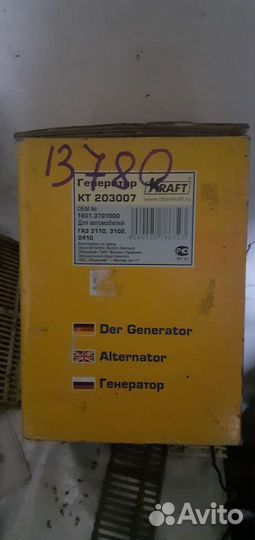 13780
Генератор
KRAFT
KT 203007
www.oberkraft.ru
OEM №:
1601.3701000
Для автомобилей
ГАЗ 3110, 3102,
2410
Der Generator
Alternator
Генератор
Avito